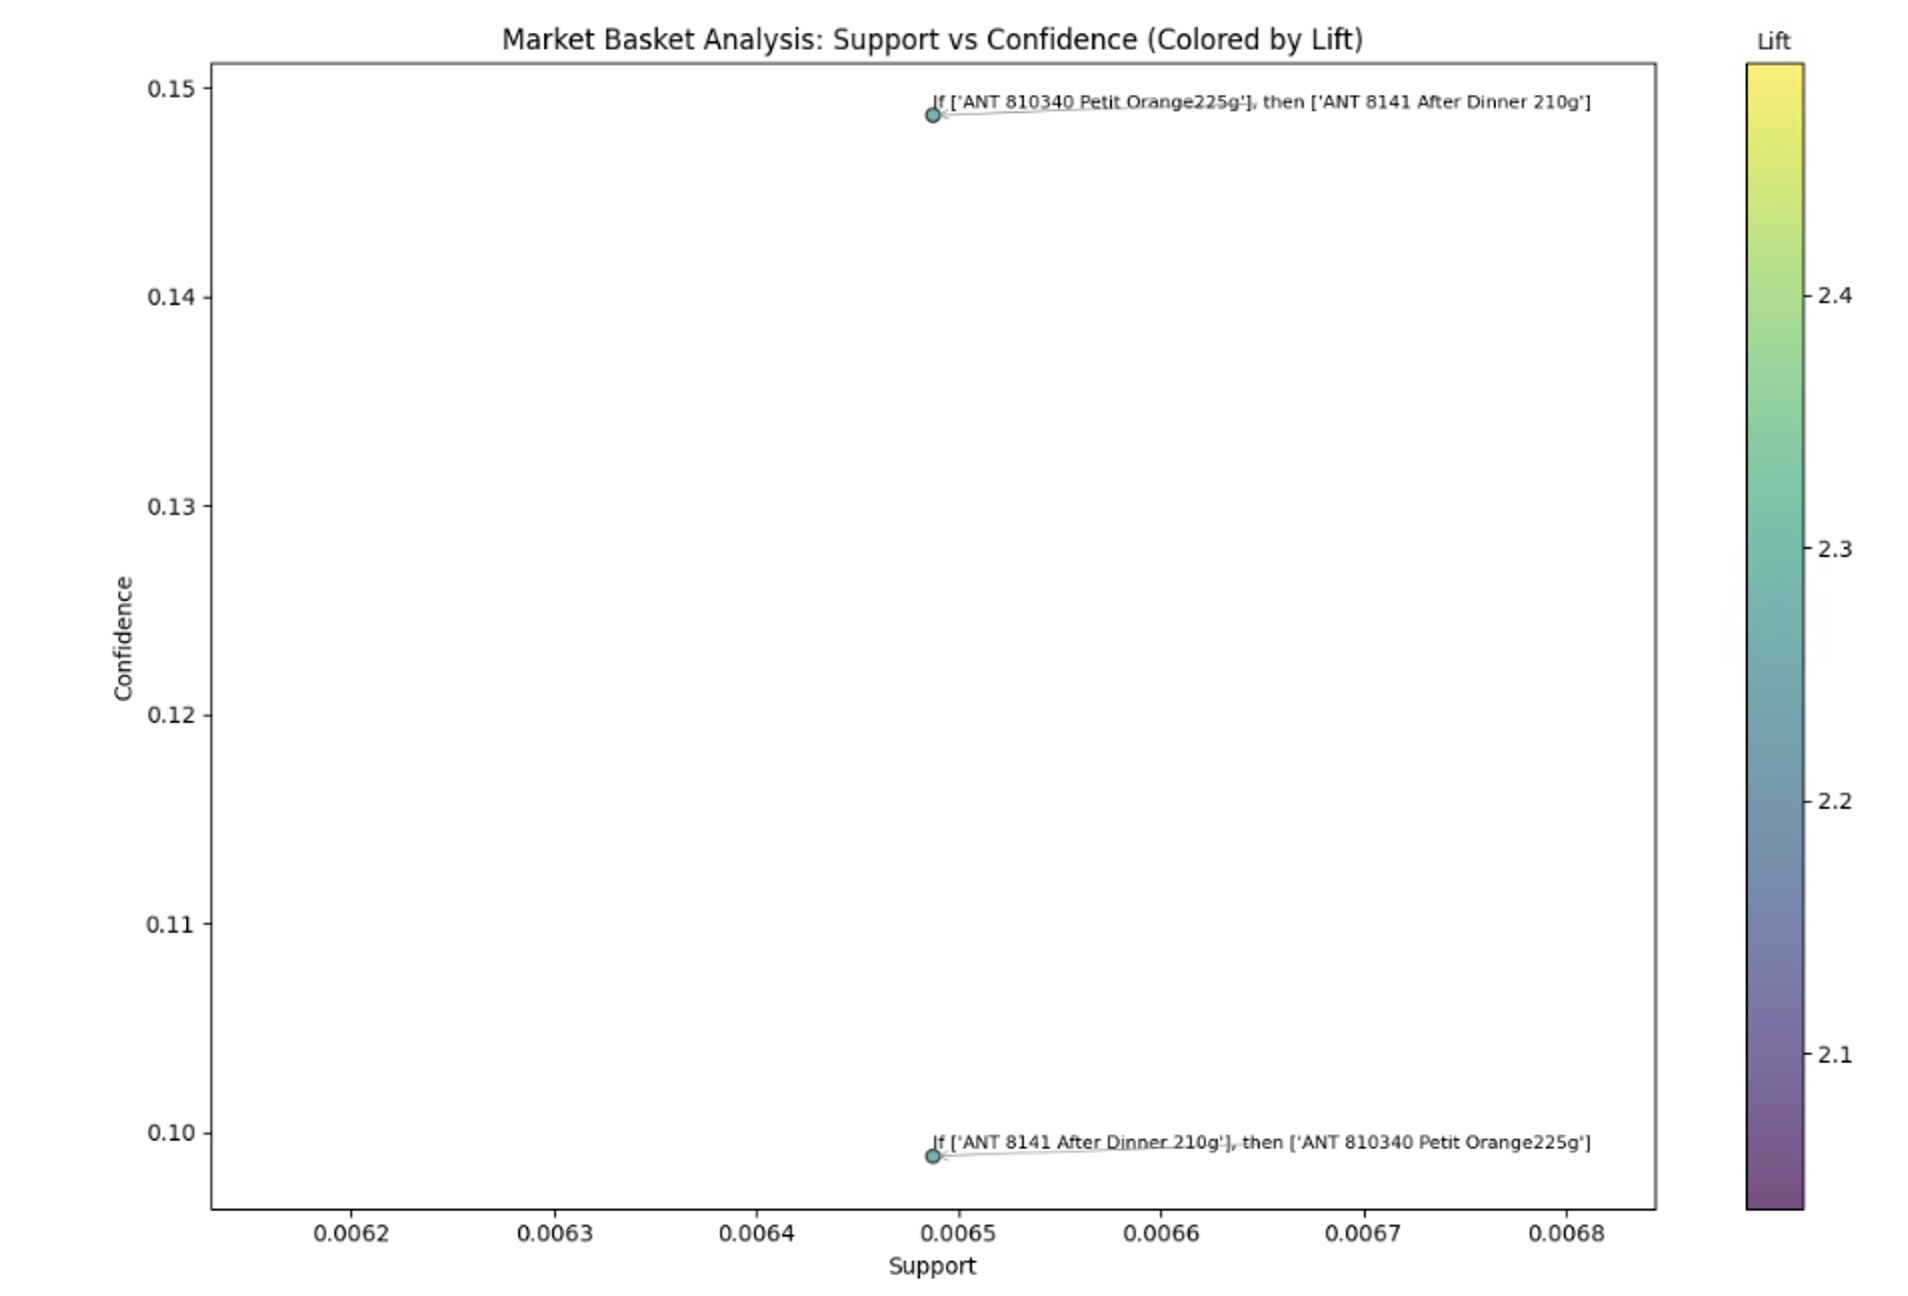 Market Basket Analysis: Support vs Confidence (Colored by Lift)
Lift
0.15
If ['ANT 810340 Petit Orange225g'], then ['ANT 8141 After Dinner 210g']
0.14
0.13
0.12
0.11
0.10
Confidence
If ['ANT 8141 After Dinner 210g'], then ['ANT 810340 Petit Orange225g']
0.0062 0.0063 0.0064 0.0065 0.0066 0.0067 0.0068
Support
2.4
2.3
2.2
2.1